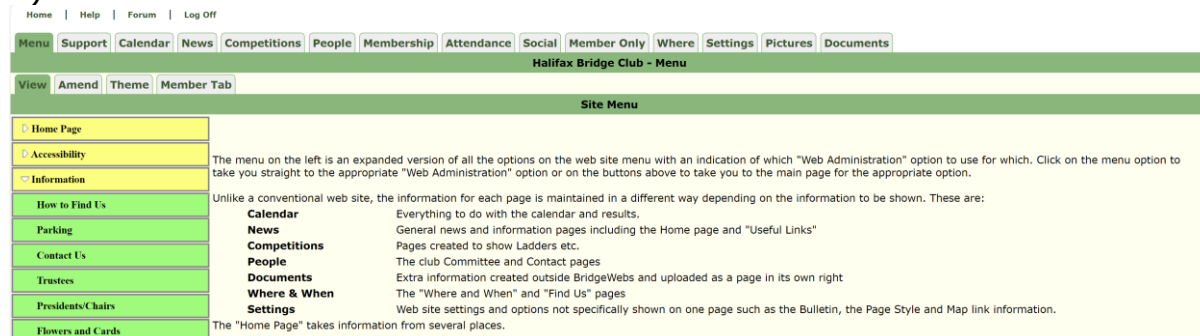 Home | Help | Forum | Log Off
Menu Support Calendar News Competitions People Membership Attendance Social Member Only Where Settings Pictures Documents
Halifax Bridge Club - Menu
View Amend Theme Member Tab
Site Menu
Home Page
Accessibility
Information
How to Find Us
Parking
Contact Us
Trustees
Presidents/Chairs
Flowers and Cards
The menu on the left is an expanded version of all the options on the web site menu with an indication of which "Web Administration" option to use for which. Click on the menu option to
take you straight to the appropriate "Web Administration" option or on the buttons above to take you to the main page for the appropriate option.
Unlike a conventional web site, the information for each page is maintained in a different way depending on the information to be shown. These are:
Calendar Everything to do with the calendar and results.
News General news and information pages including the Home page and "Useful Links"
Competitions Pages created to show Ladders etc.
People The club Committee and Contact pages
Documents Extra information created outside BridgeWebs and uploaded as a page in its own right
Where & When The "Where and When" and "Find Us" pages
Settings Web site settings and options not specifically shown on one page such as the Bulletin, the Page Style and Map link information.
The "Home Page" takes information from several places.